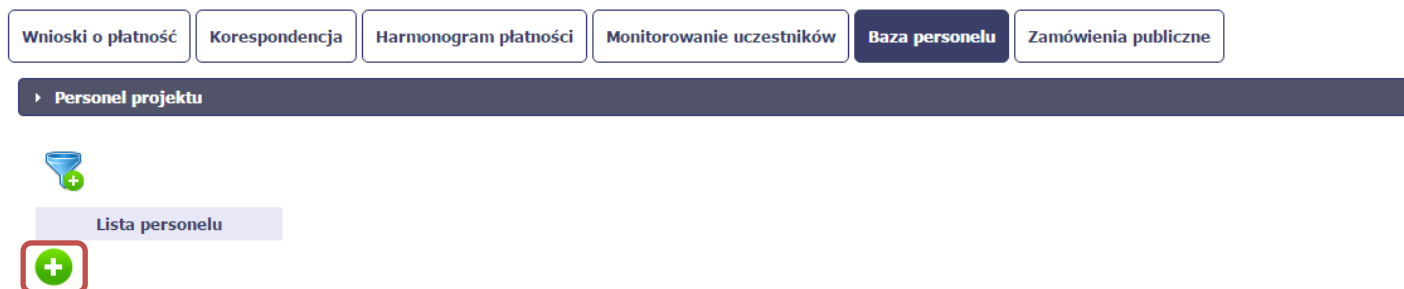 Wnioski o płatność Korespondencja Harmonogram płatności Monitorowanie uczestników Baza personelu Zamówienia publiczne
Personel projektu
Lista personelu